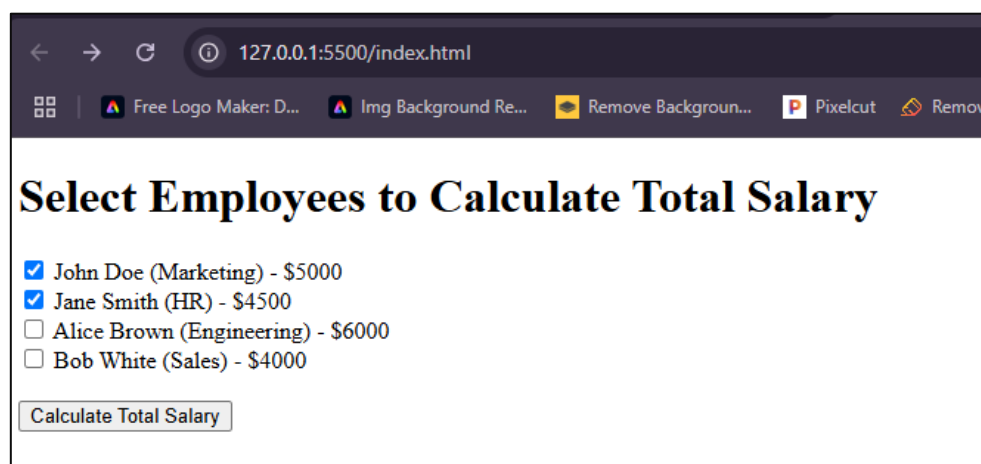 127.0.0.1:5500/index.html
Free Logo Maker: D... Img Background Re... Remove Backgroun... Pixelcut Remov
Select Employees to Calculate Total Salary
John Doe (Marketing) - $5000
Jane Smith (HR) - $4500
Alice Brown (Engineering) - $6000
Bob White (Sales) - $4000
Calculate Total Salary